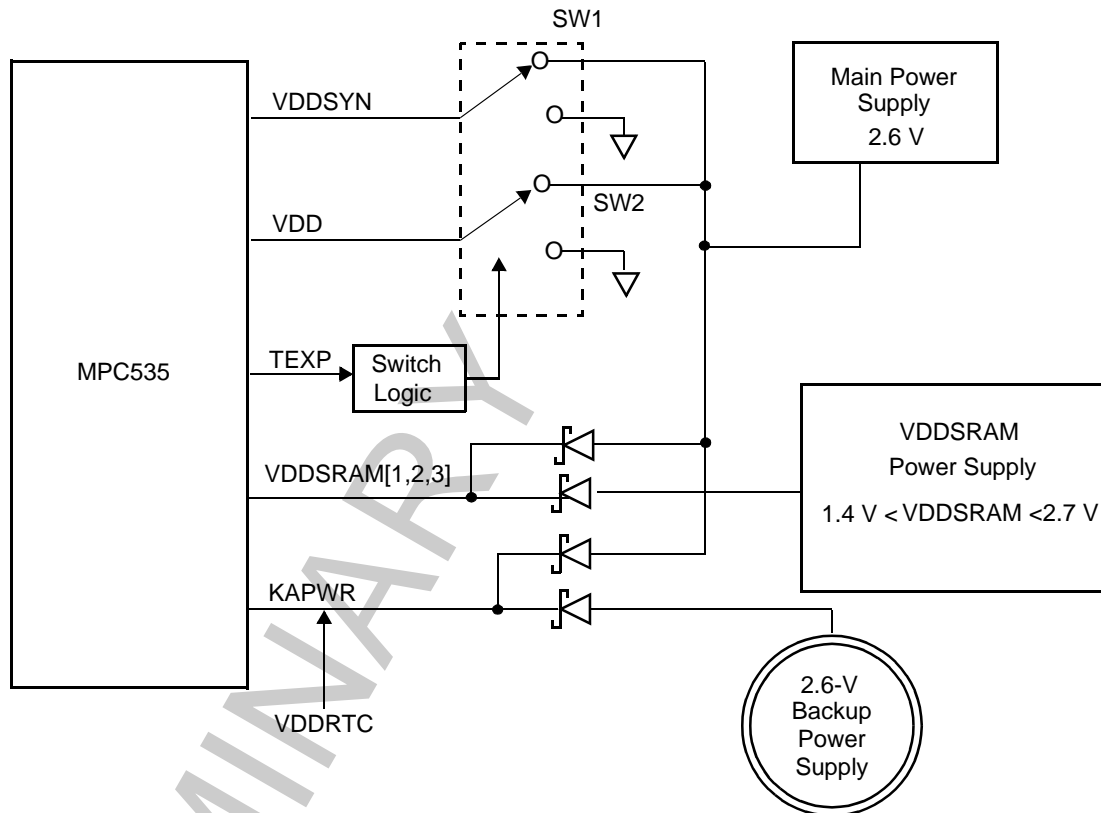 SW1
VDDSYN
Main Power
Supply
2.6 V
SW2
VDD
MPC535
TEXP
Switch
Logic
VDDSRAM
Power Supply
1.4 V < VDDSRAM <2.7 V
VDDSRAM[1,2,3]
KAPWR
VDDRTC
2.6-V
Backup
Power
Supply
MINARY